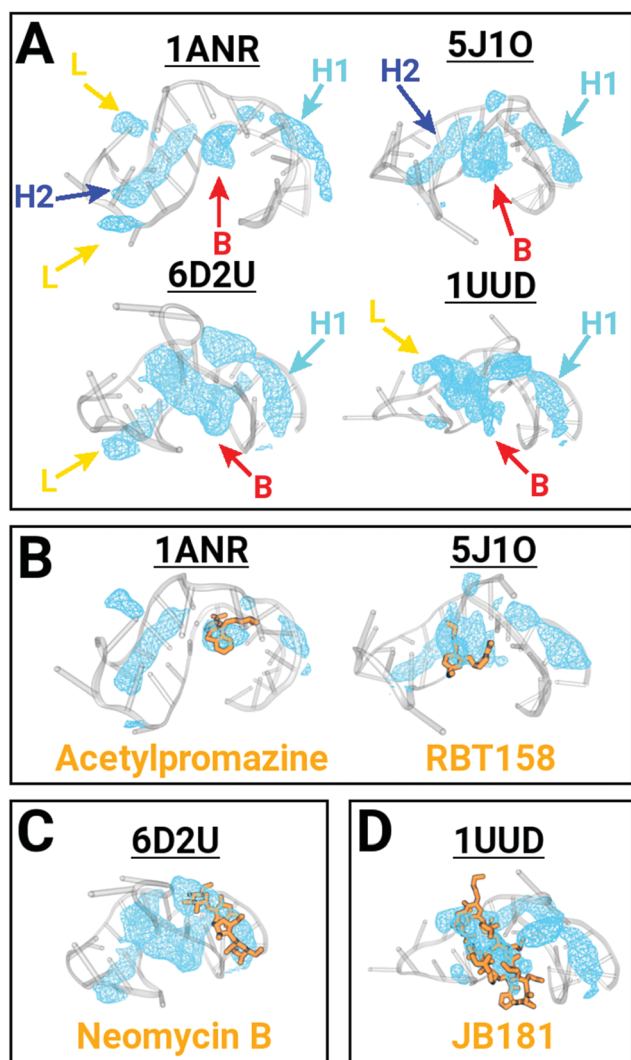 A
1ANR
5J1O
L
H1
H2
H1
H2
L
B
B
6D2U
1UUD
L
H1
H1
L
B
B
B
1ANR
5J1O
Acetylpromazine
RBT158
C
6D2U
Neomycin B
D
1UUD
JB181